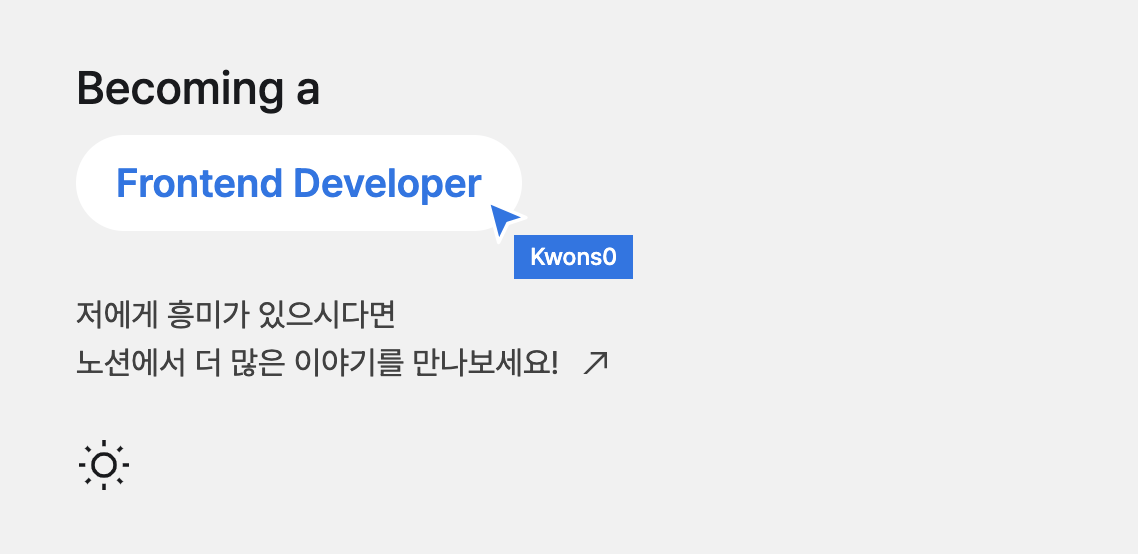 Becoming a
Frontend Developer
Kwons0
저에게 흥미가 있으시다면
노션에서 더 많은 이야기를 만나보세요!